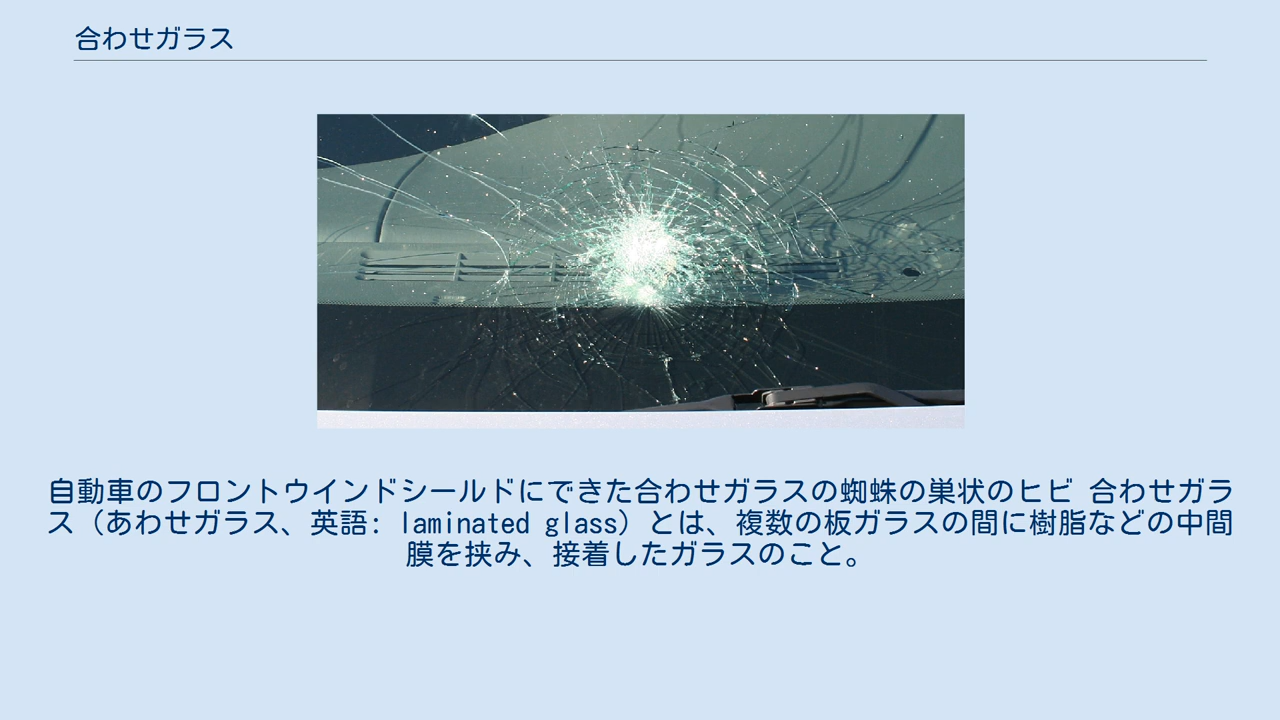 合わせガラス
自動車のフロントウインドシールドにできた合わせガラスの蜘蛛の巣状のヒビ 合わせガラ
ス（あわせガラス、英語: laminated glass）とは、複数の板ガラスの間に樹脂などの中間
膜を挟み、接着したガラスのこと。